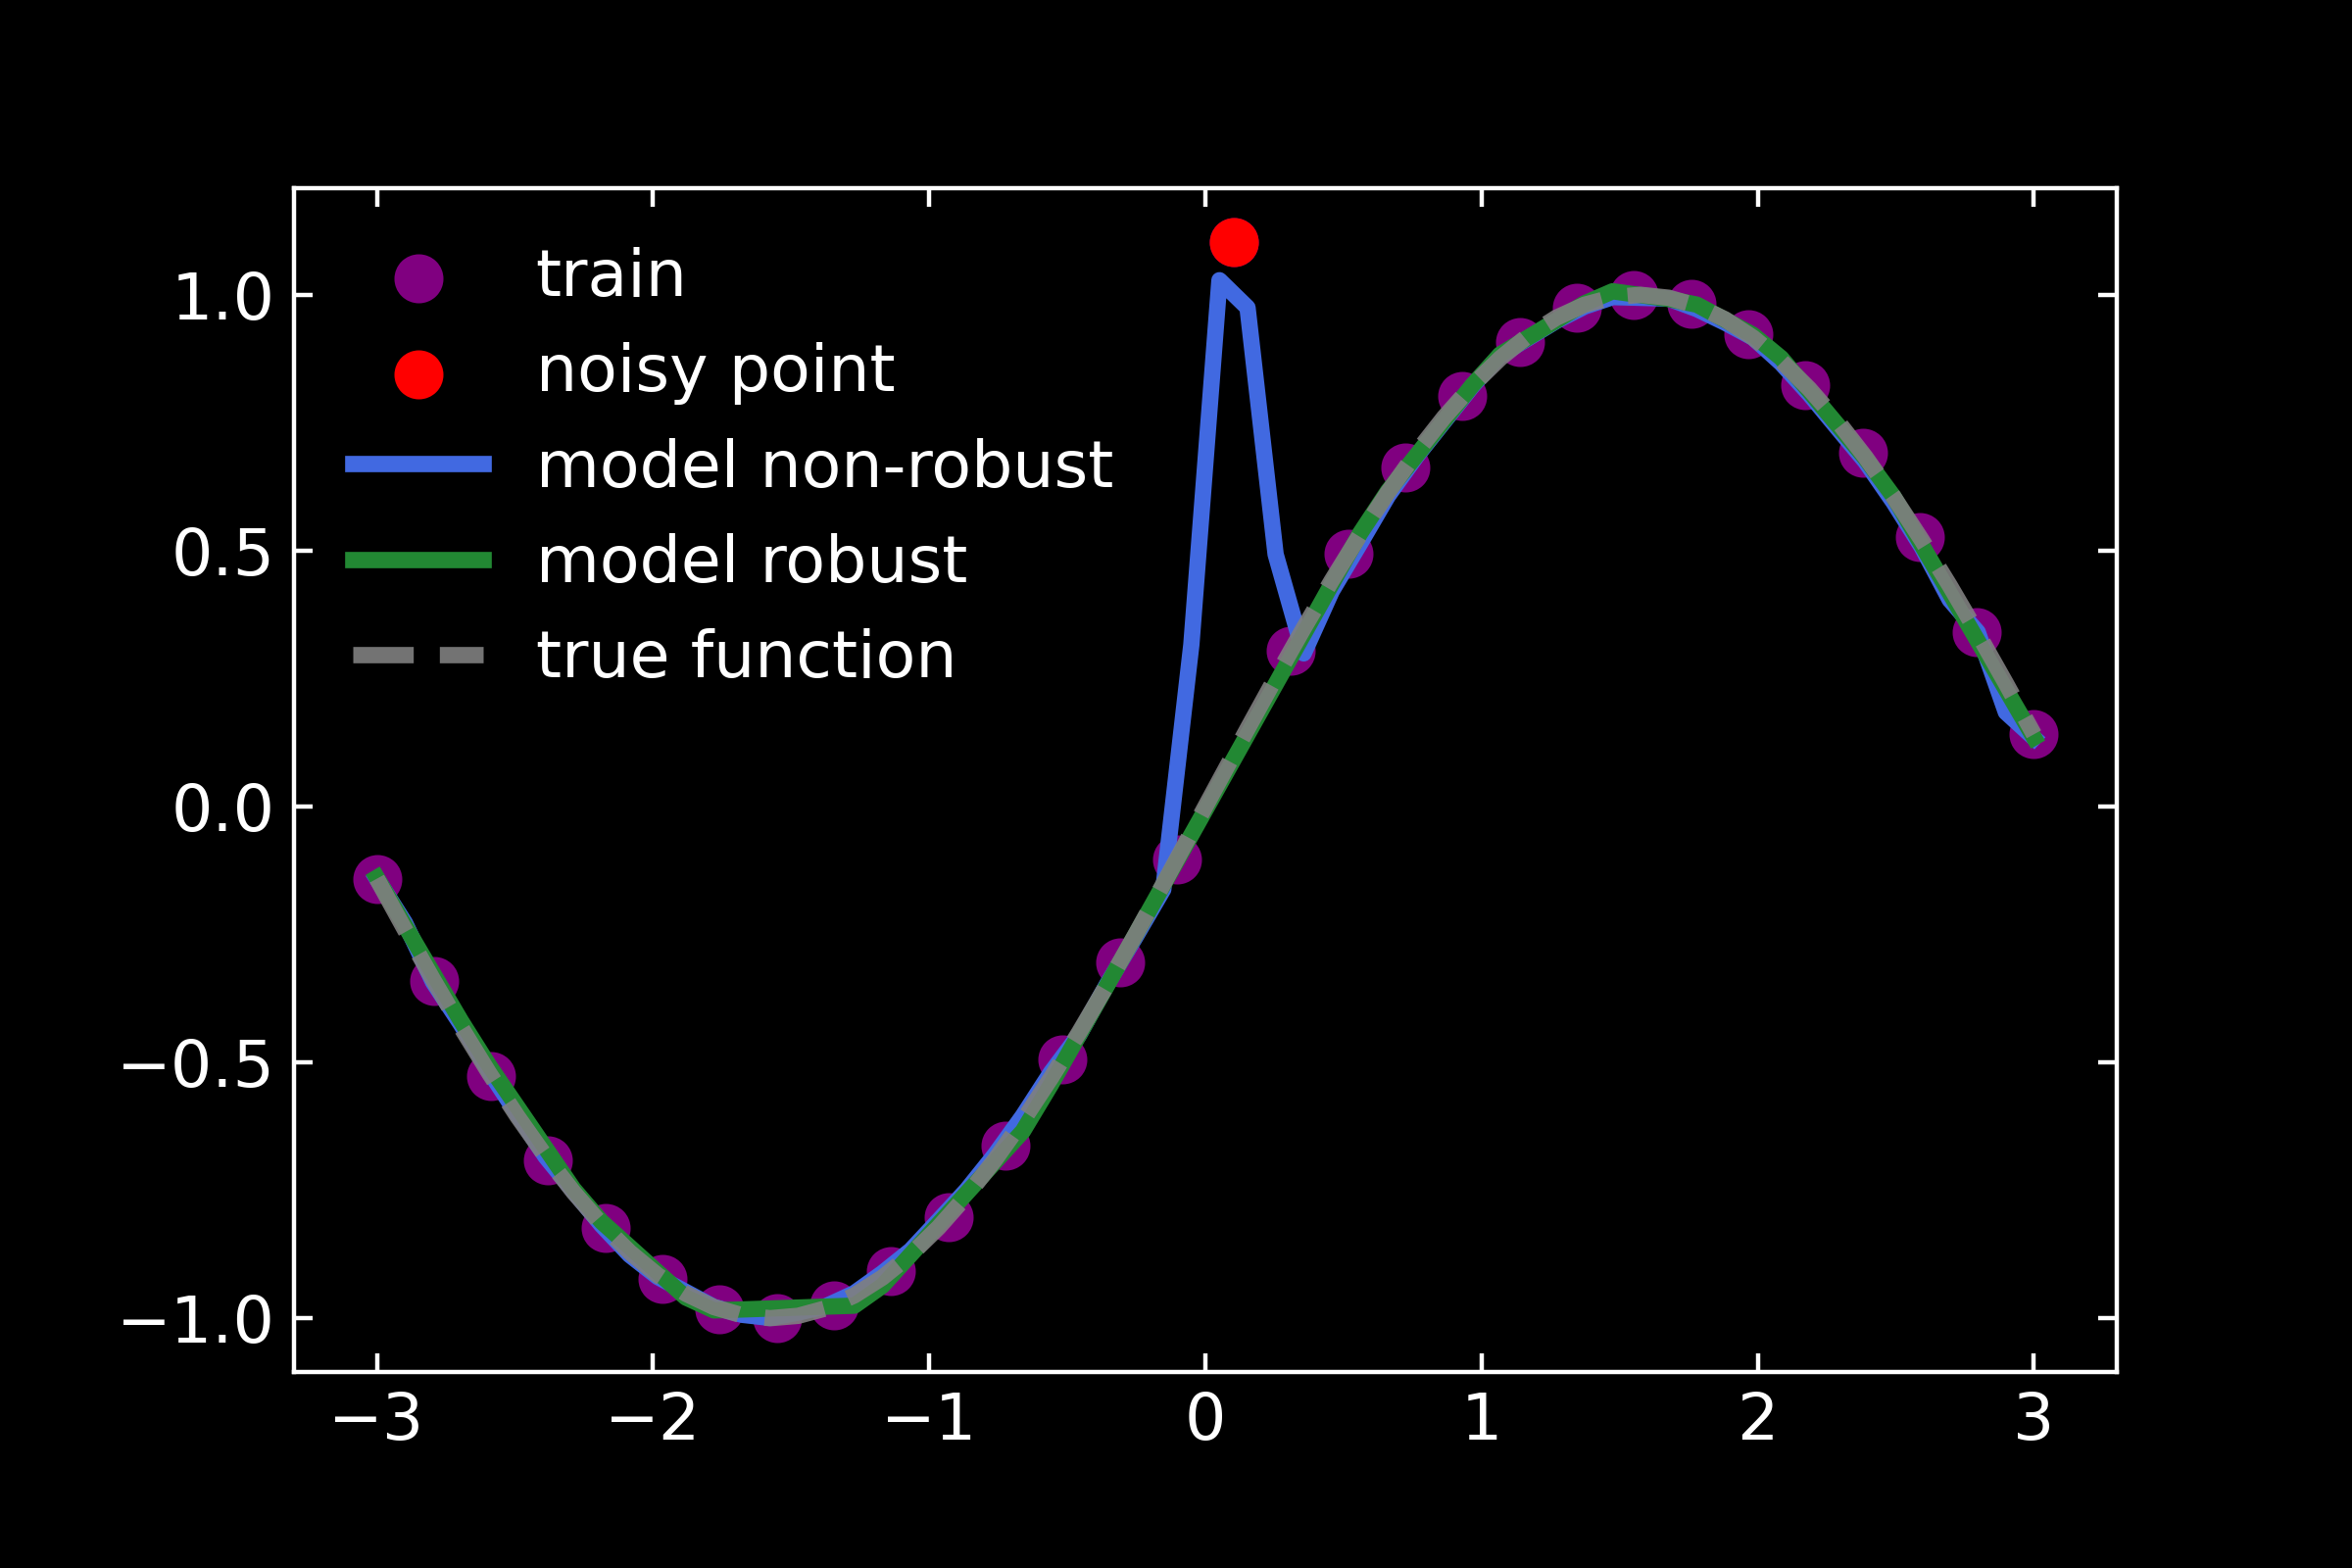 train
noisy point
model non-robust
model robust
true function
1.0
0.5
0.0
−0.5
−1.0
−3 −2 −1 0 1 2 3